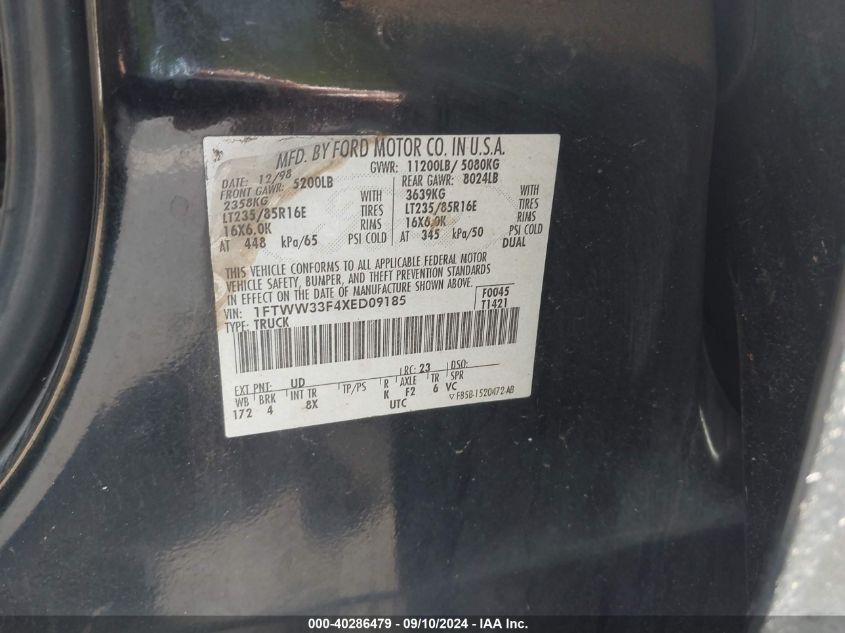 MFD. BY FORD MOTOR CO. IN U.S.A.
DATE: 12/98 GVWR: 11200LB/ 5080KG
FRONT GAWR: 5200LB REAR GAWR: 8024LB
2358KG WITH 3639KG WITH
LT235/85R16E TIRES LT235/85R16E TIRES
16X6.0K RIMS 16X6.0K RIMS
AT 448 kPa/65 PSI COLD AT 345 kPa/50 PSI COLD
DUAL
THIS VEHICLE CONFORMS TO ALL APPLICABLE FEDERAL MOTOR
VEHICLE SAFETY, BUMPER, AND THEFT PREVENTION STANDARDS
IN EFFECT ON THE DATE OF MANUFACTURE SHOWN ABOVE.
VIN: 1FTWW33F4XED09185 F0045
TYPE: TRUCK T1421
EXT PNT: UD RC: 23 DSO:
WB BRK INT TR TP/PS R AXLE TR SPR
172 4 8X K F2 6 VC
UTC F85B-1520472-AB
000-40286479 - 09/10/2024 - IAA Inc.